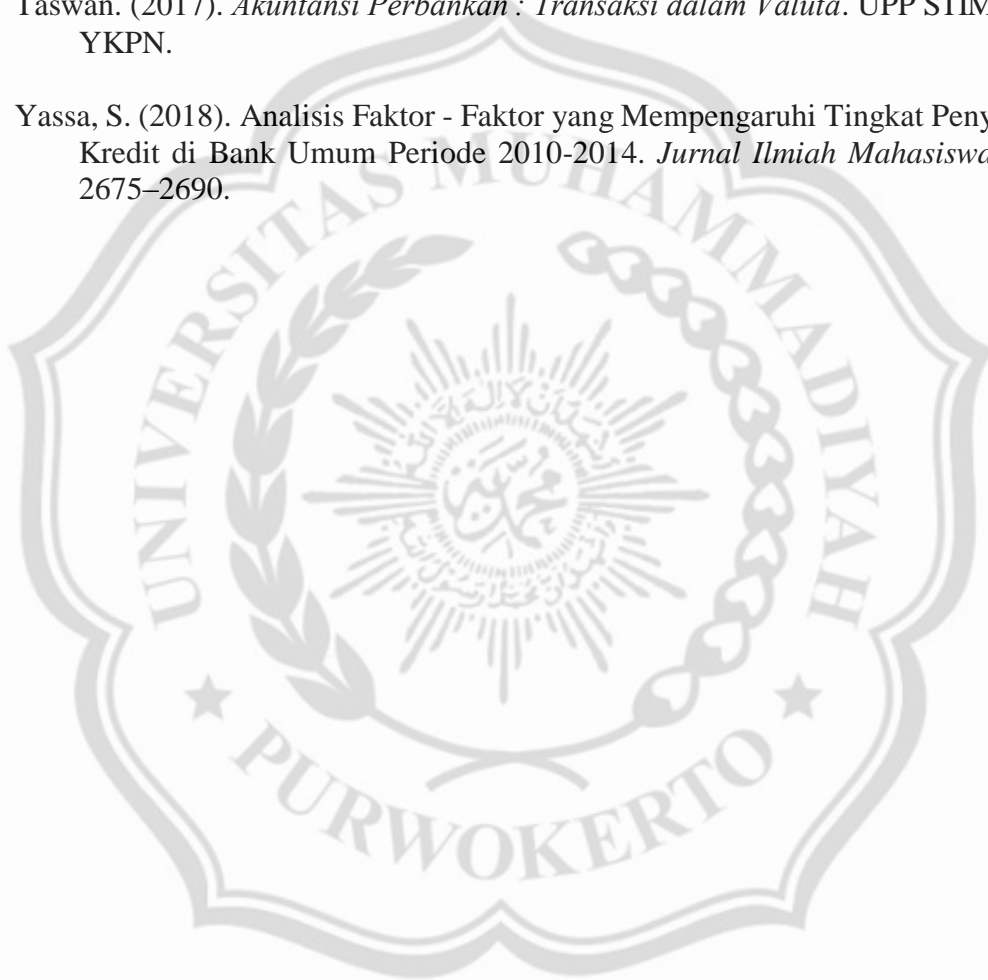 Taswan. (2017). Akuntansi Perbankan : Transaksi dalam Valuta. UPP STIM
YKPN.
Yassa, S. (2018). Analisis Faktor - Faktor yang Mempengaruhi Tingkat Peny
Kredit di Bank Umum Periode 2010-2014. Jurnal Ilmiah Mahasiswa
2675–2690.
UNIVERSITAS MUHAMMADIYAH
محمدية
PURWOKERTO